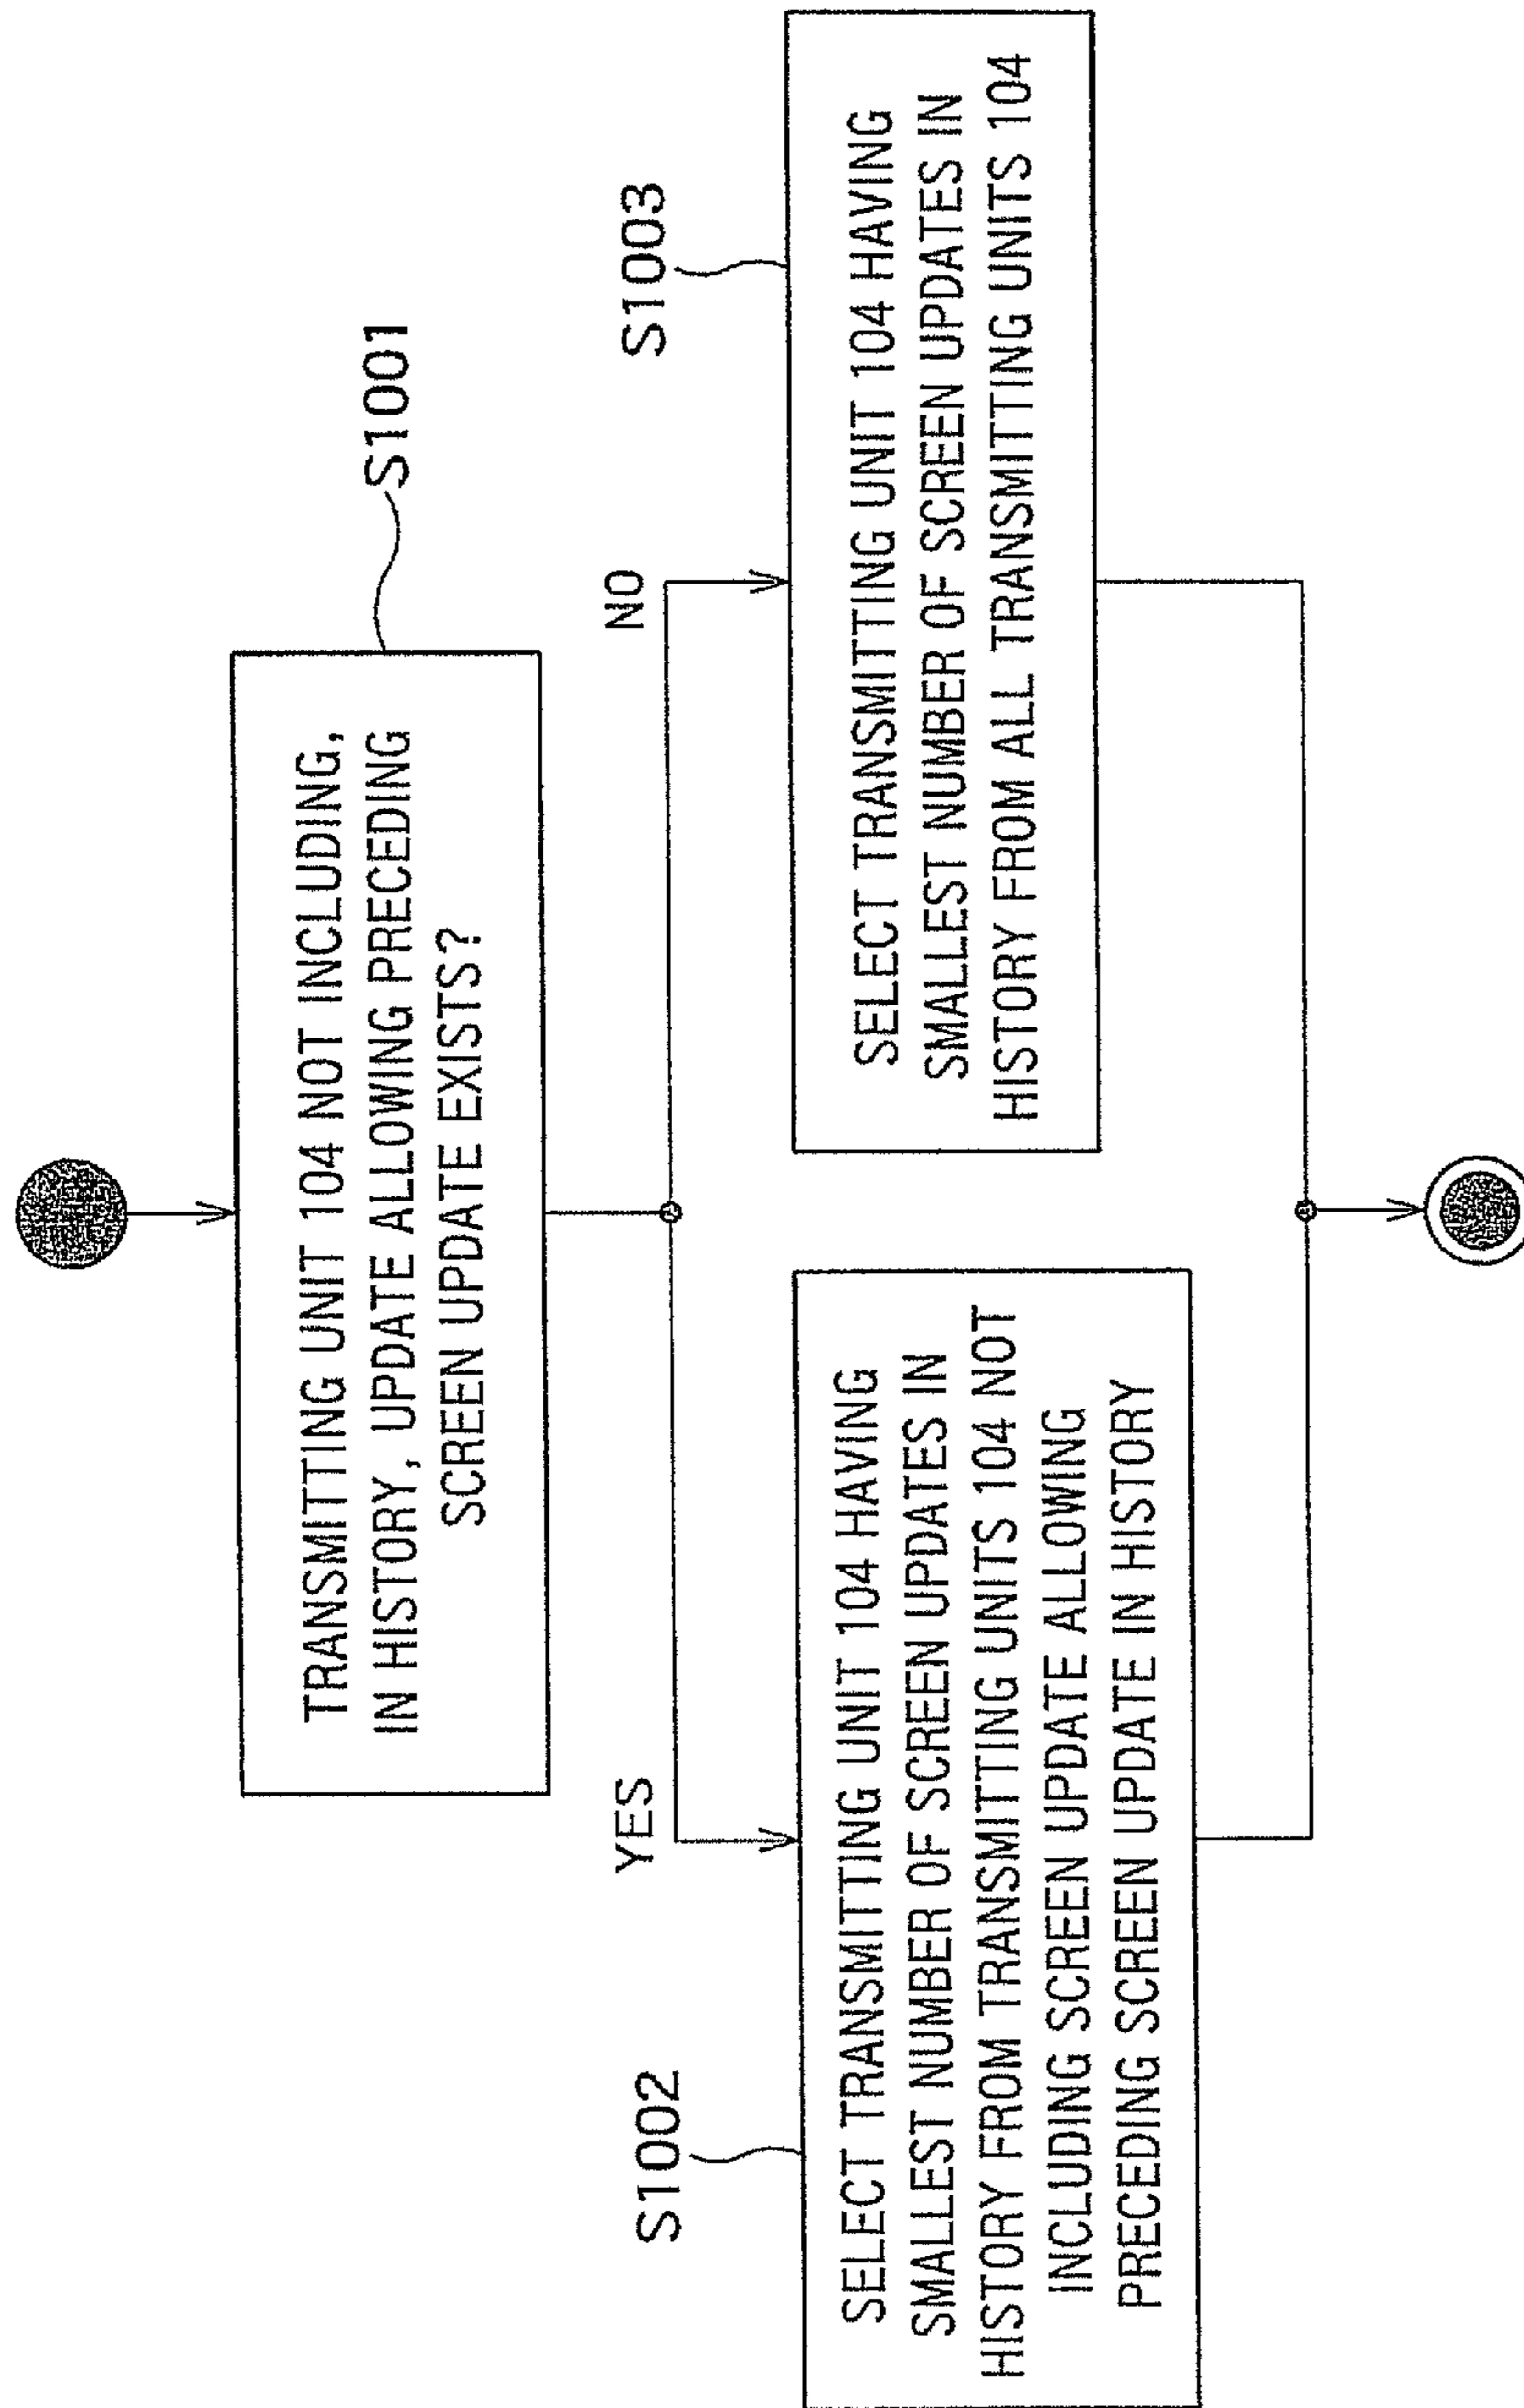 S1001
TRANSMITTING UNIT 104 NOT INCLUDING,
IN HISTORY, UPDATE ALLOWING PRECEDING
SCREEN UPDATE EXISTS?
YES
NO
S1002
SELECT TRANSMITTING UNIT 104 HAVING
SMALLEST NUMBER OF SCREEN UPDATES IN
HISTORY FROM TRANSMITTING UNITS 104 NOT
INCLUDING SCREEN UPDATE ALLOWING
PRECEDING SCREEN UPDATE IN HISTORY
S1003
SELECT TRANSMITTING UNIT 104 HAVING
SMALLEST NUMBER OF SCREEN UPDATES IN
HISTORY FROM ALL TRANSMITTING UNITS 104